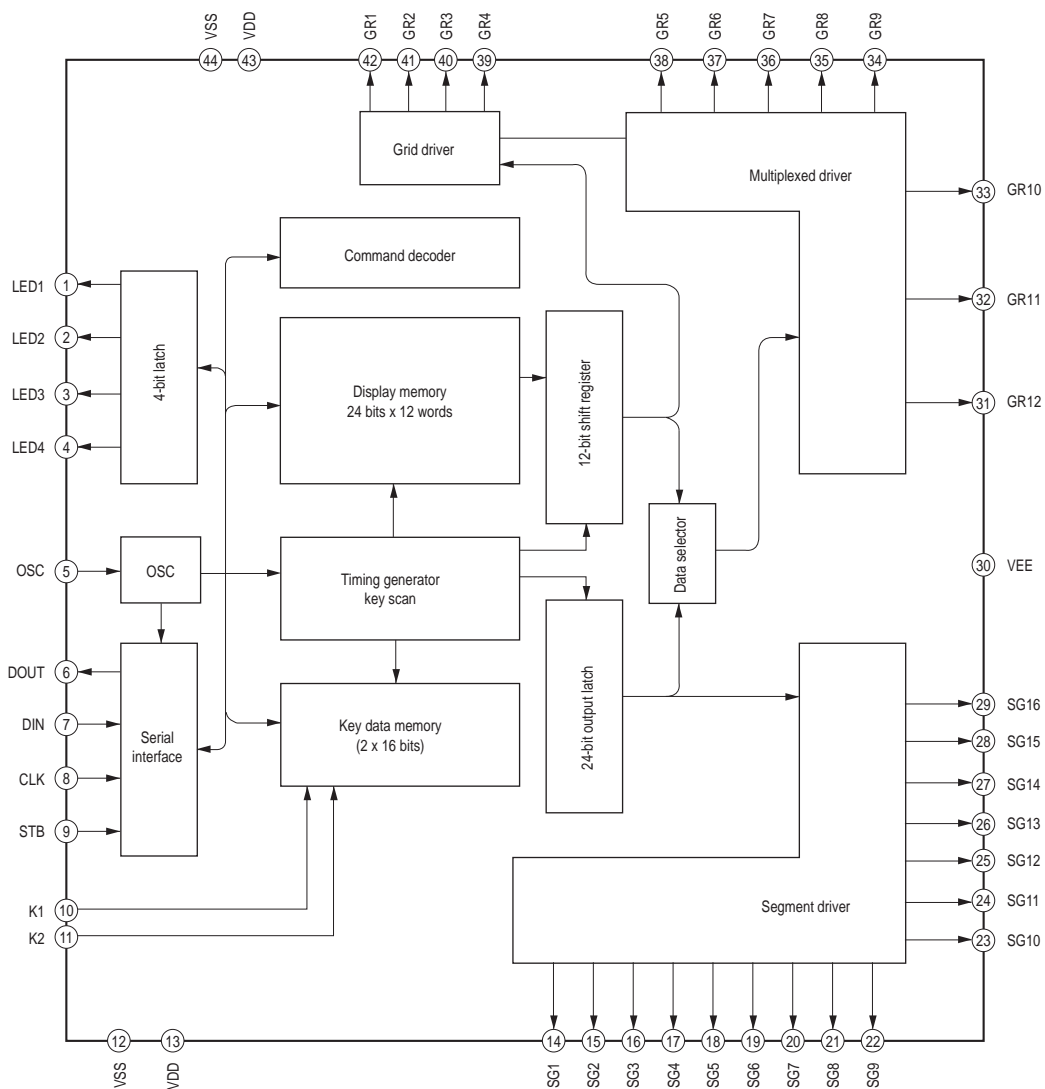 VSS
VDD
GR1
GR2
GR3
GR4
GR5
GR6
GR7
GR8
GR9
44
43
42
41
40
39
38
37
36
35
34
Grid driver
Multiplexed driver
33
GR10
Command decoder
LED1
1
32
GR11
LED2
2
4-bit latch
LED3
3
Display memory
24 bits x 12 words
12-bit shift register
31
GR12
LED4
4
OSC
5
OSC
Timing generator
key scan
Data selector
30
VEE
DOUT
6
DIN
7
CLK
8
STB
9
Serial
interface
Key data memory
(2 x 16 bits)
24-bit output latch
29
SG16
28
SG15
27
SG14
26
SG13
25
SG12
24
SG11
23
SG10
K1
10
K2
11
Segment driver
12
13
14
15
16
17
18
19
20
21
22
VSS
VDD
SG1
SG2
SG3
SG4
SG5
SG6
SG7
SG8
SG9